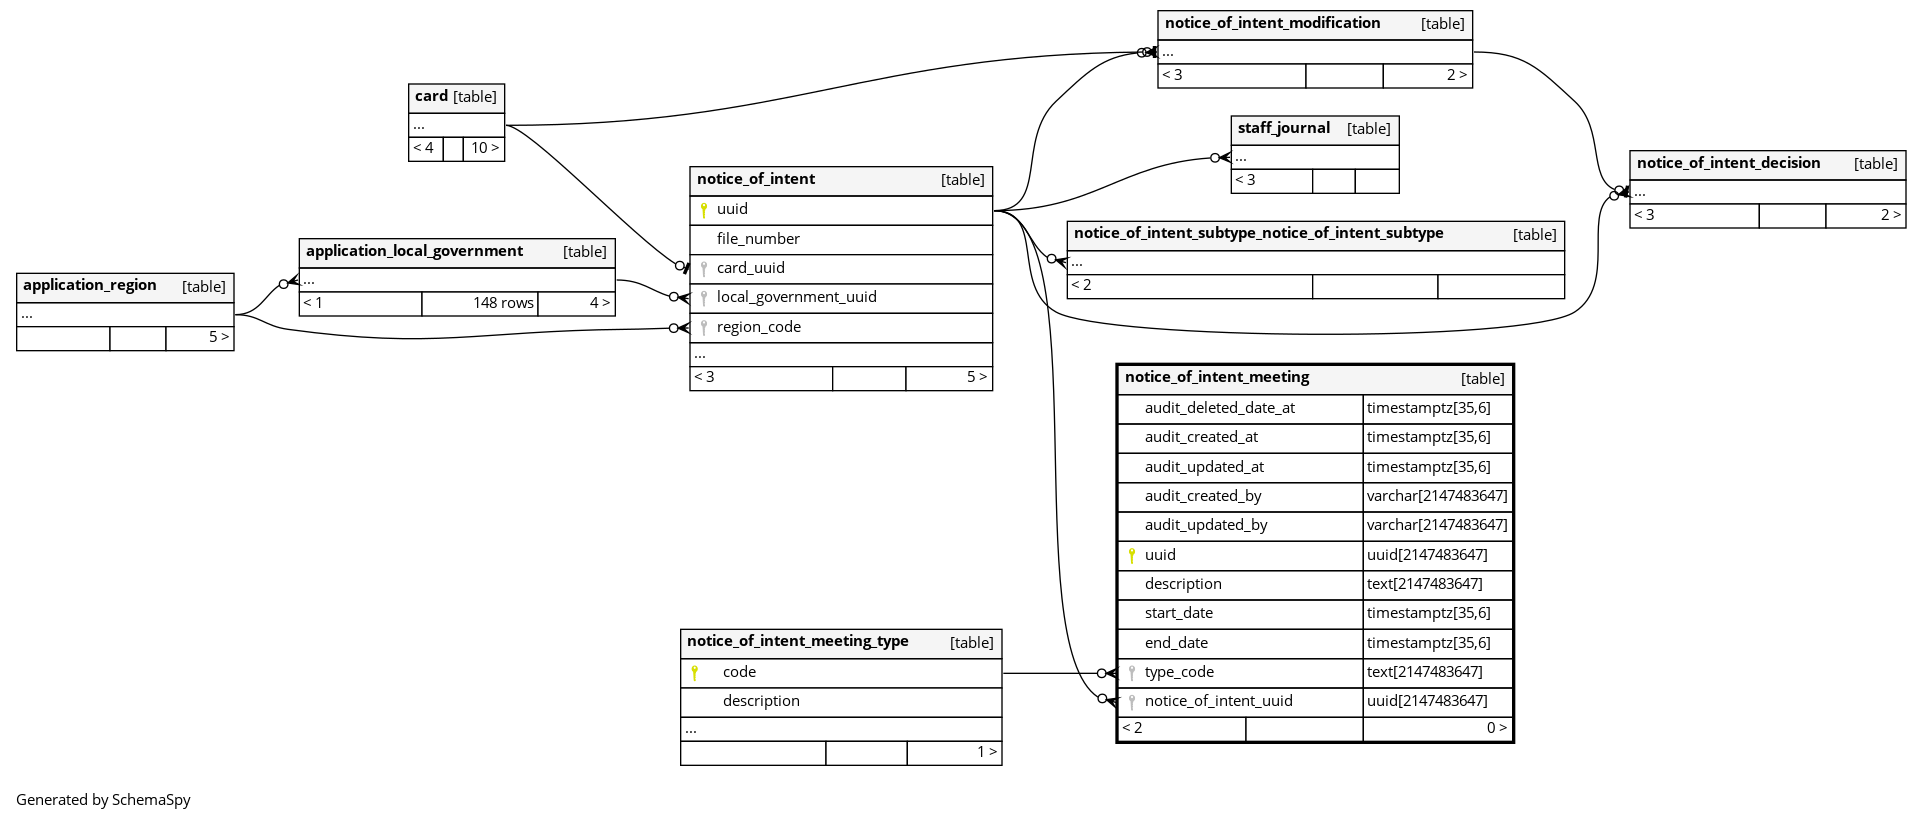 notice_of_intent_modification [table]
...
< 3 2 >
card [table]
...
< 4 10 >
staff_journal [table]
...
< 3
notice_of_intent_decision [table]
...
< 3 2 >
notice_of_intent [table]
uuid
file_number
card_uuid
local_government_uuid
region_code
...
< 3 5 >
notice_of_intent_subtype_notice_of_intent_subtype [table]
...
< 2
application_local_government [table]
...
< 1 148 rows 4 >
application_region [table]
...
5 >
notice_of_intent_meeting [table]
audit_deleted_date_at timestamptz[35,6]
audit_created_at timestamptz[35,6]
audit_updated_at timestamptz[35,6]
audit_created_by varchar[2147483647]
audit_updated_by varchar[2147483647]
uuid uuid[2147483647]
description text[2147483647]
start_date timestamptz[35,6]
end_date timestamptz[35,6]
type_code text[2147483647]
notice_of_intent_uuid uuid[2147483647]
< 2 0 >
notice_of_intent_meeting_type [table]
code
description
...
1 >
Generated by SchemaSpy